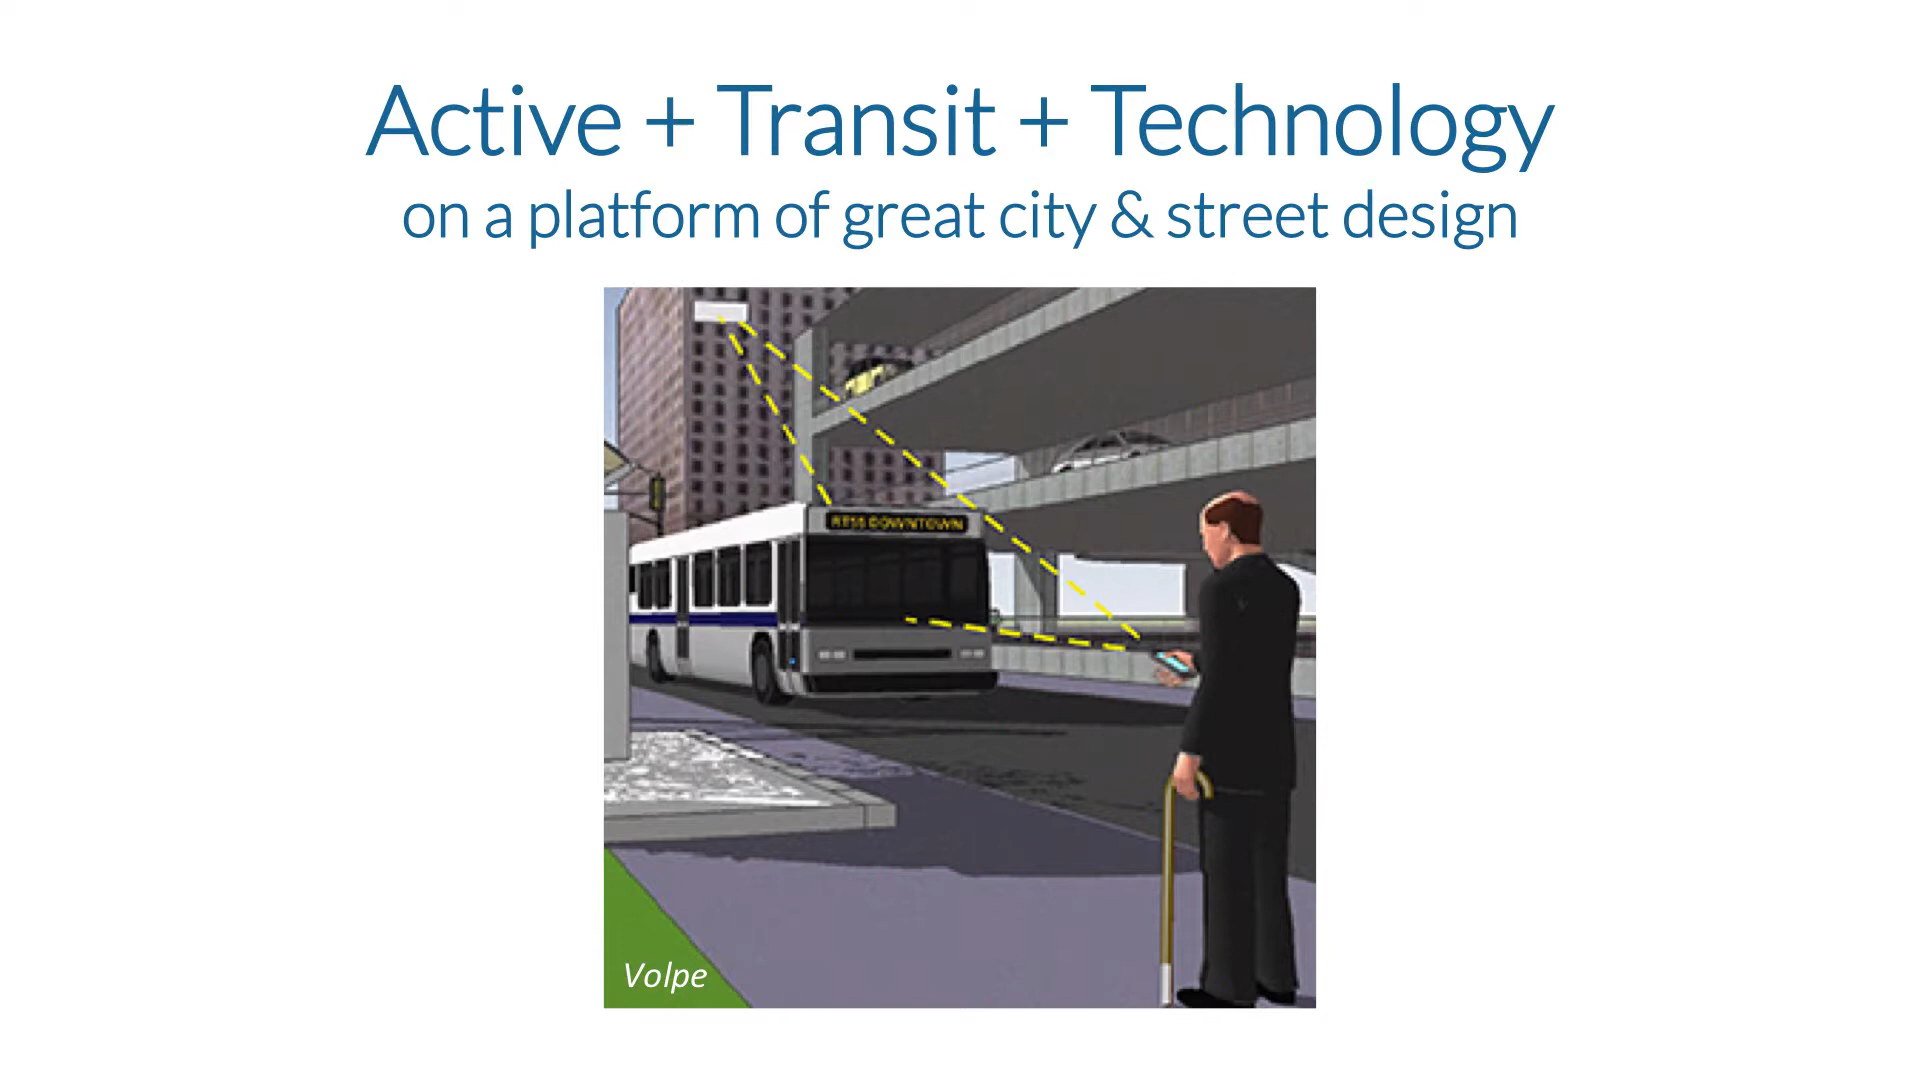 Active + Transit + Technology
on a platform of great city & street design
DOWNTOWN
Volpe